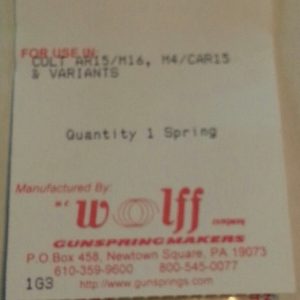 FOR USE IN:
COLT AR15/M16, M4/CAR15
& VARIANTS
Quantity 1 Spring
Manufactured By:
W.C.
wolff
company
GUNSPRINGMAKERS
P.O.Box 458, Newtown Square, PA 19073
610-359-9600 800-545-0077
1G3 http://www.gunsprings.com